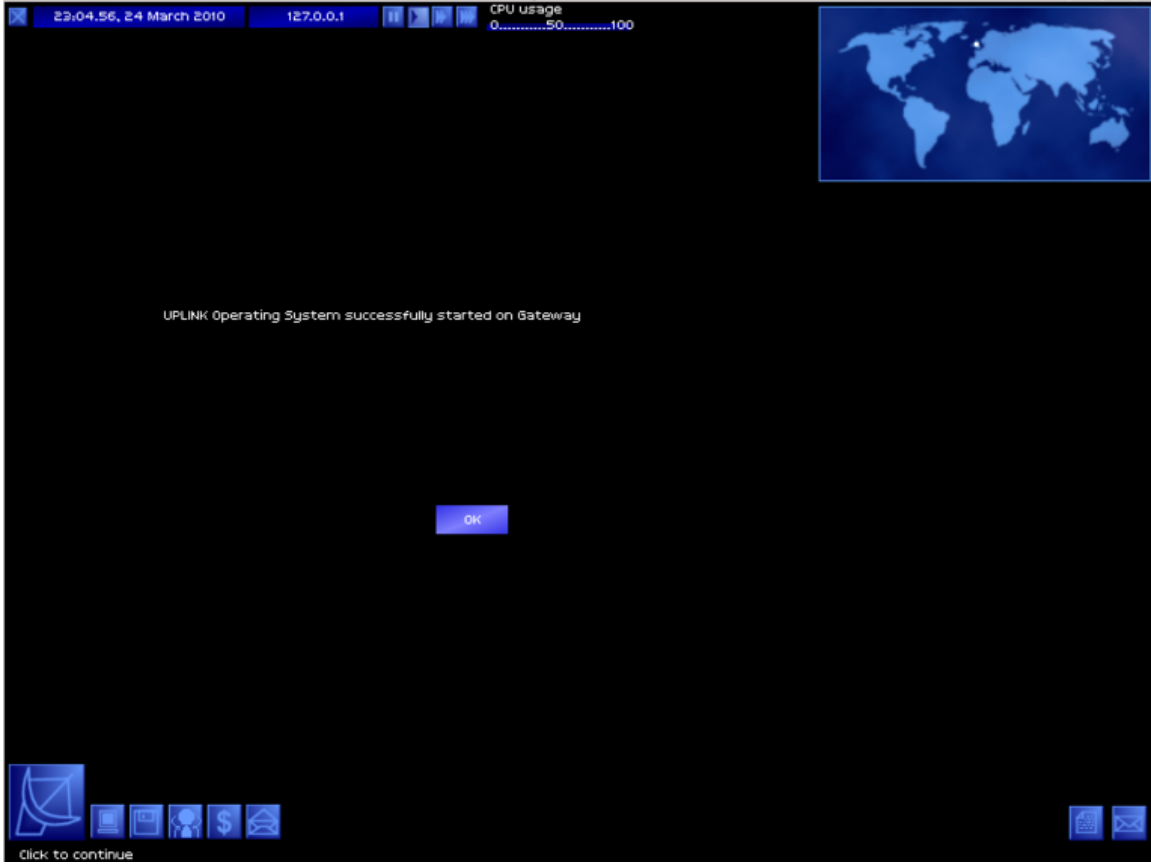 23:04.56, 24 March 2010
127.0.0.1
CPU usage
0...........50...........100
UPLINK Operating System successfully started on Gateway
OK
$
Click to continue